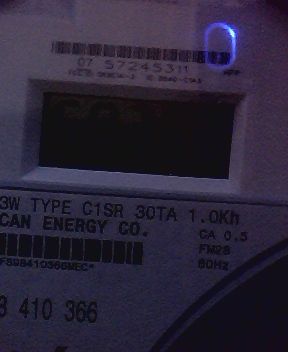 07 57245311
3W TYPE C1SR 30TA 1.0Kh
CAN ENERGY CO.
CA 0.5
FM2S
60Hz
3 410 366